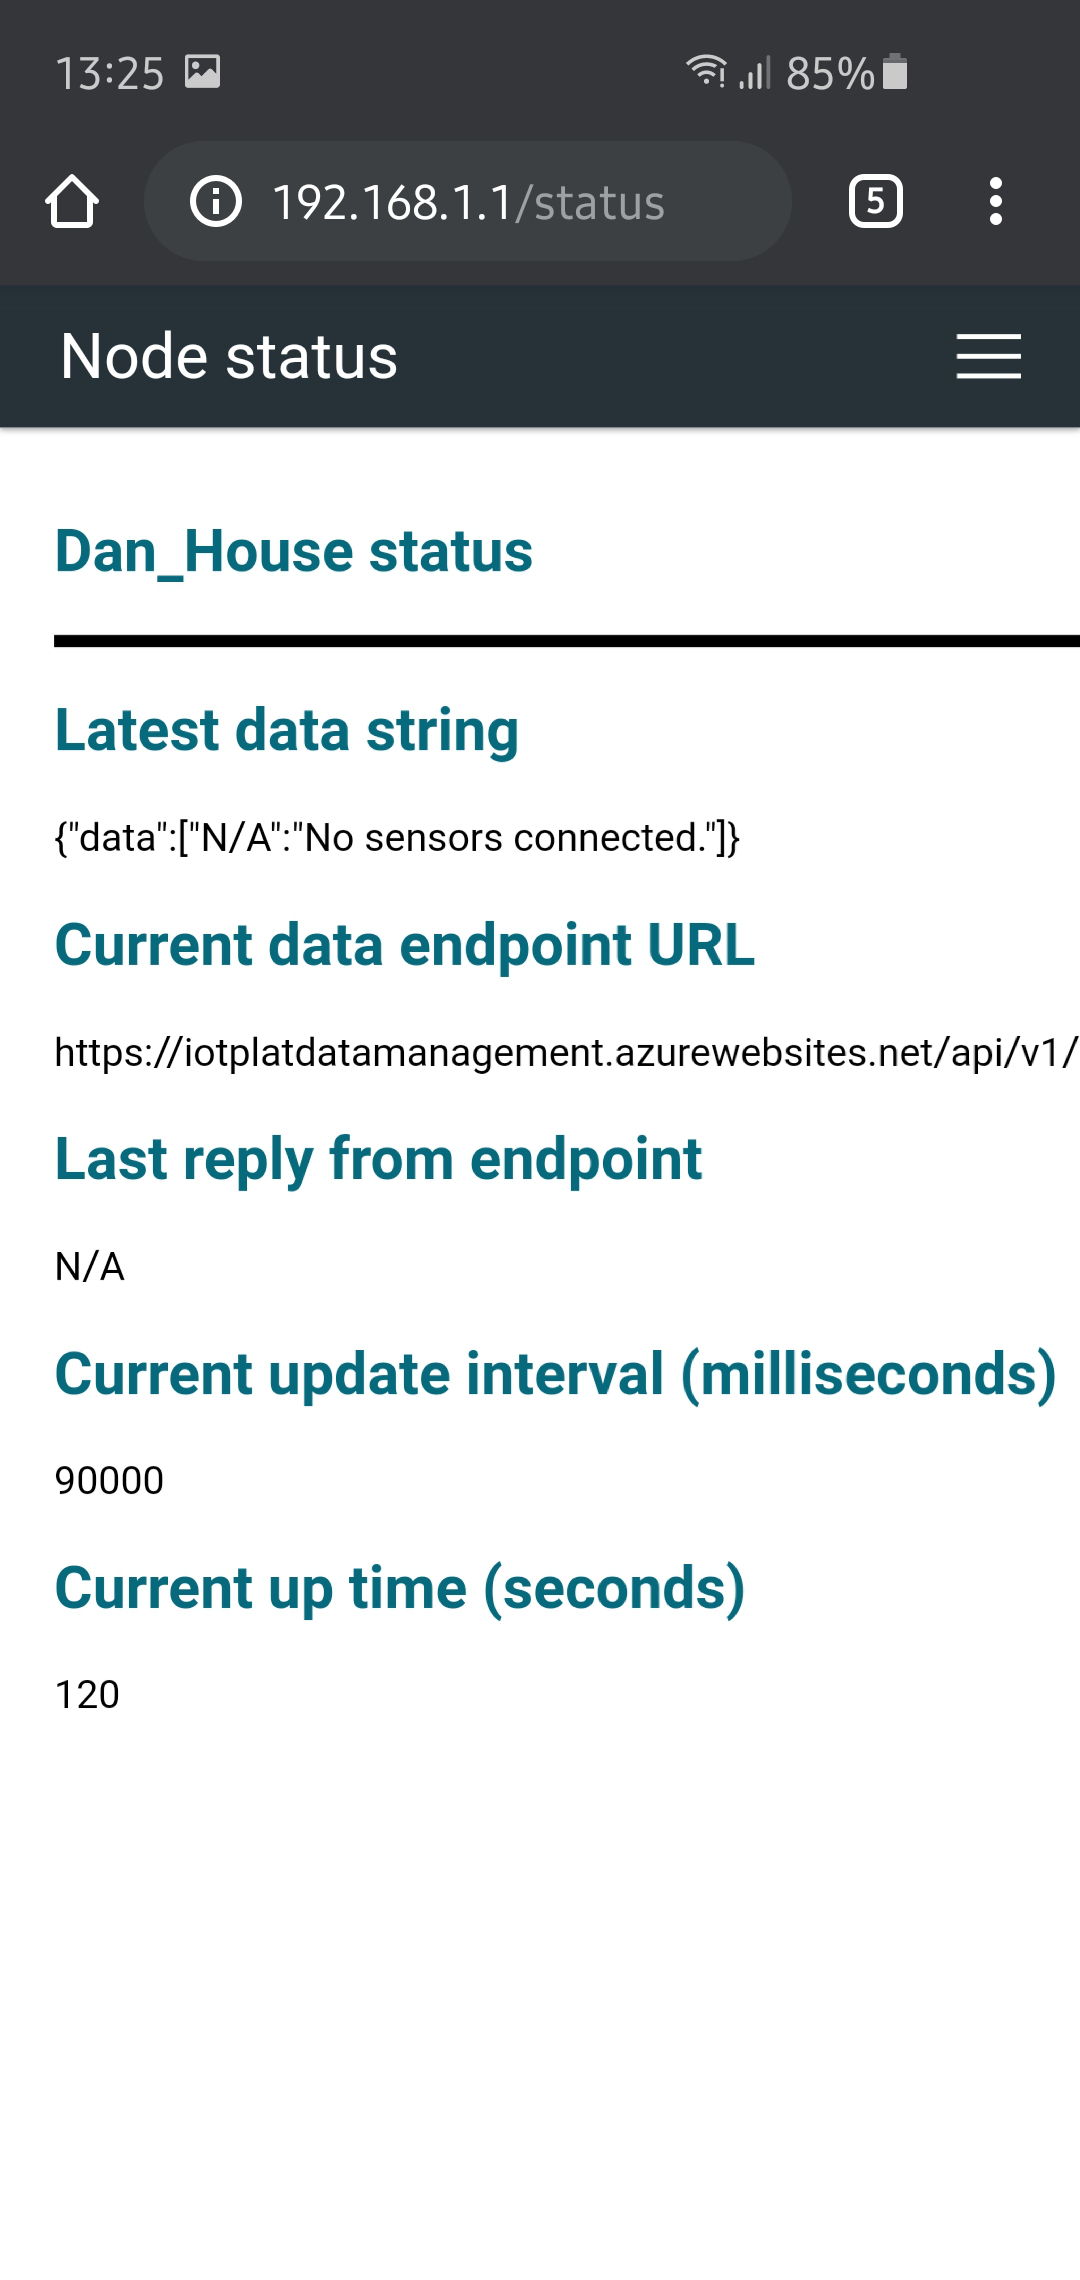 13:25 85%
192.168.1.1/status 5
Node status
Dan_House status
Latest data string
{"data":["N/A":"No sensors connected."]}
Current data endpoint URL
https://iotplatdatamanagement.azurewebsites.net/api/v1/
Last reply from endpoint
N/A
Current update interval (milliseconds)
90000
Current up time (seconds)
120